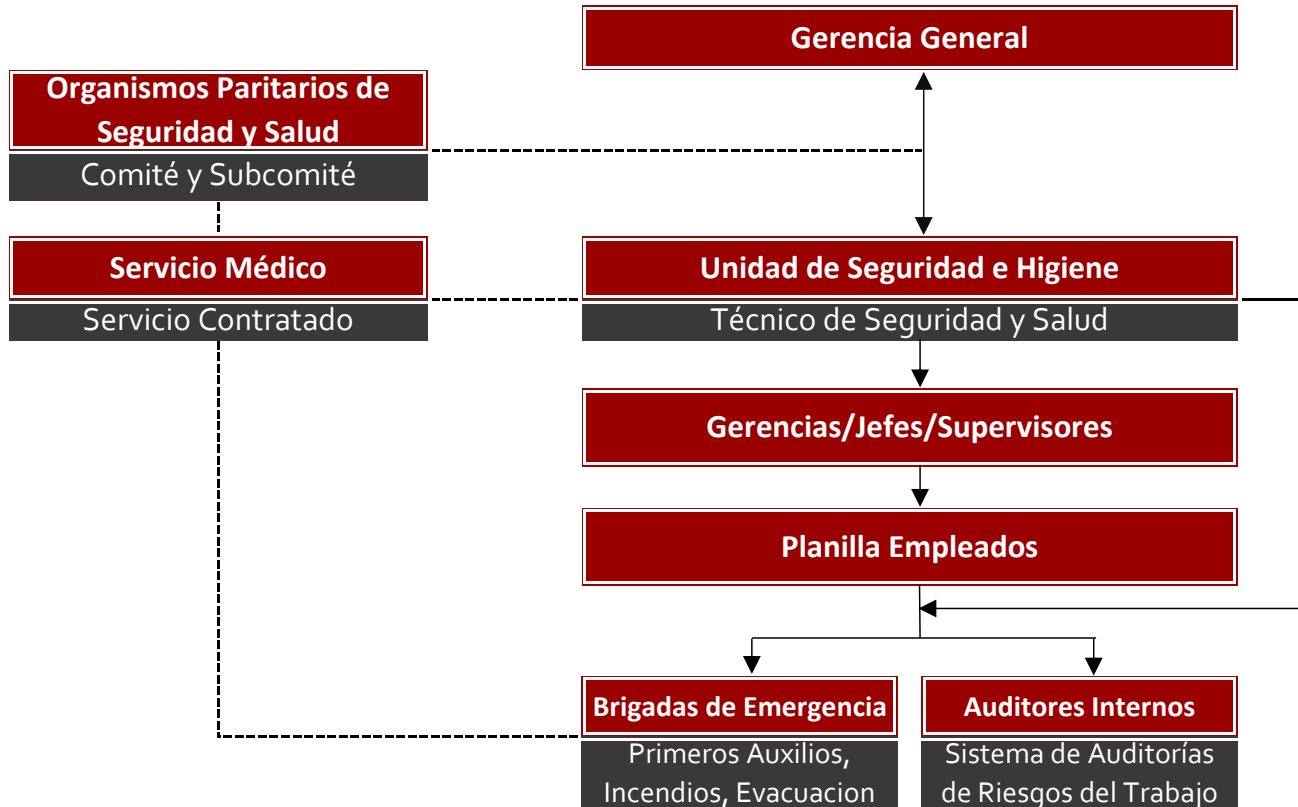 Gerencia General
Organismos Paritarios de
Seguridad y Salud
Comité y Subcomité
Servicio Médico
Servicio Contratado
Unidad de Seguridad e Higiene
Técnico de Seguridad y Salud
Gerencias/Jefes/Supervisores
Planilla Empleados
Brigadas de Emergencia
Primeros Auxilios,
Incendios, Evacuacion
Auditores Internos
Sistema de Auditorías
de Riesgos del Trabajo